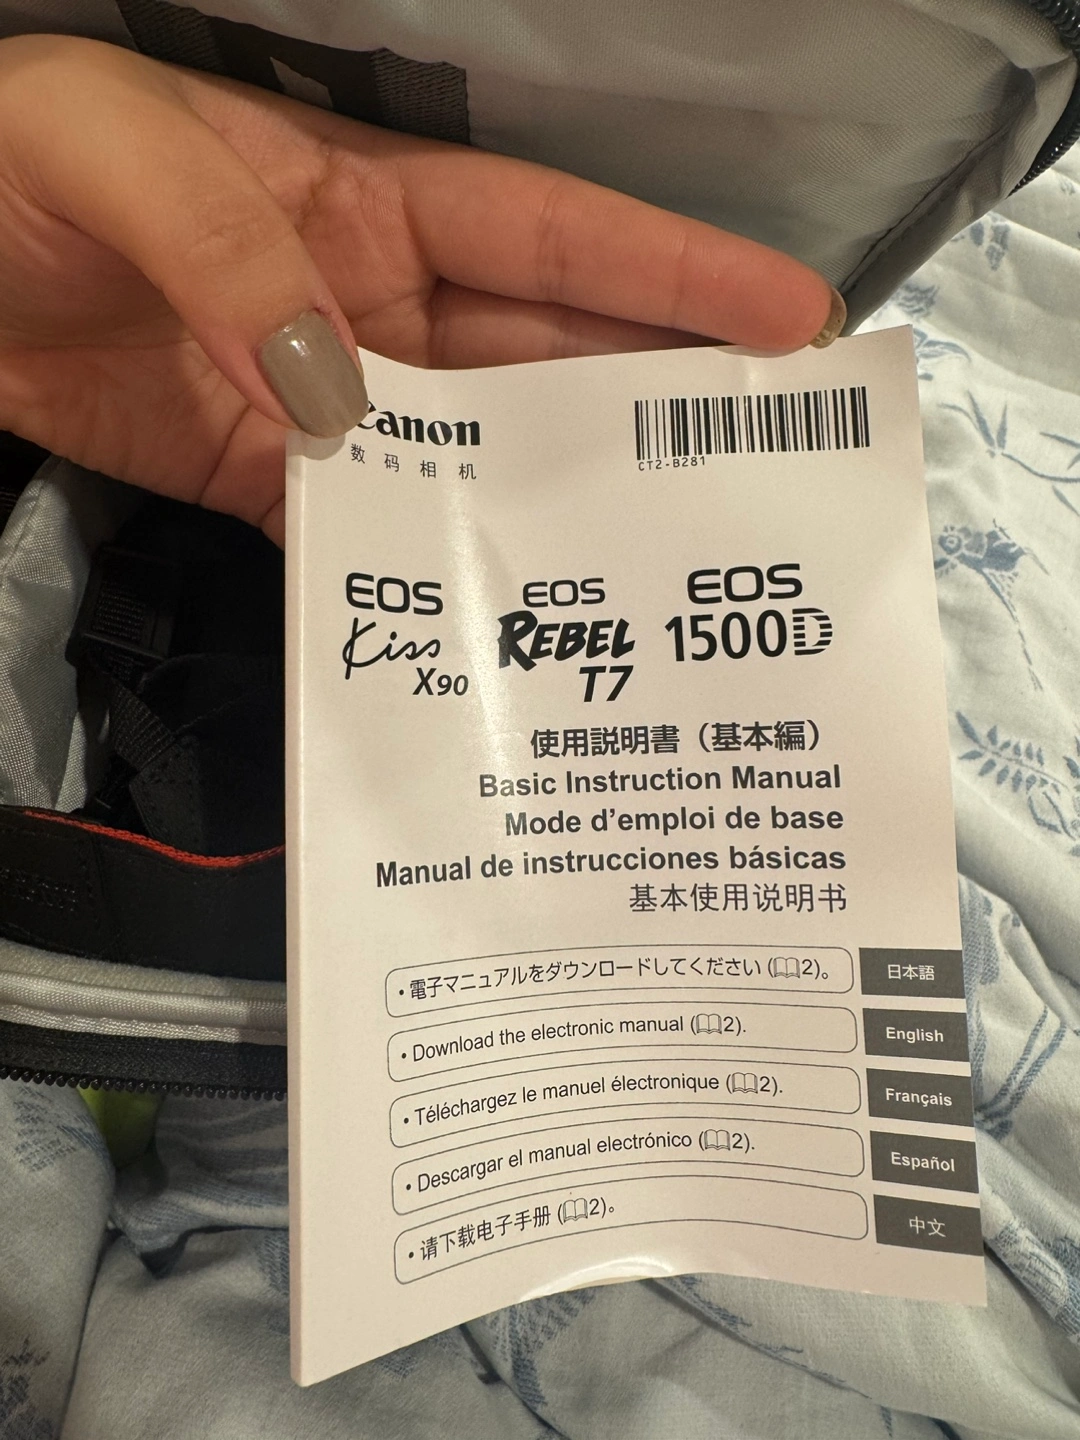 Canon
数码相机
CT2-B281
EOS
Kiss
X90
EOS
REBEL
T7
EOS
1500D
使用説明書（基本編）
Basic Instruction Manual
Mode d’emploi de base
Manual de instrucciones básicas
基本使用说明书
• 電子マニュアルをダウンロードしてください (📖2)。
日本語
• Download the electronic manual (📖2).
English
• Téléchargez le manuel électronique (📖2).
Français
• Descargar el manual electrónico (📖2).
Español
• 请下载电子手册 (📖2)。
中文